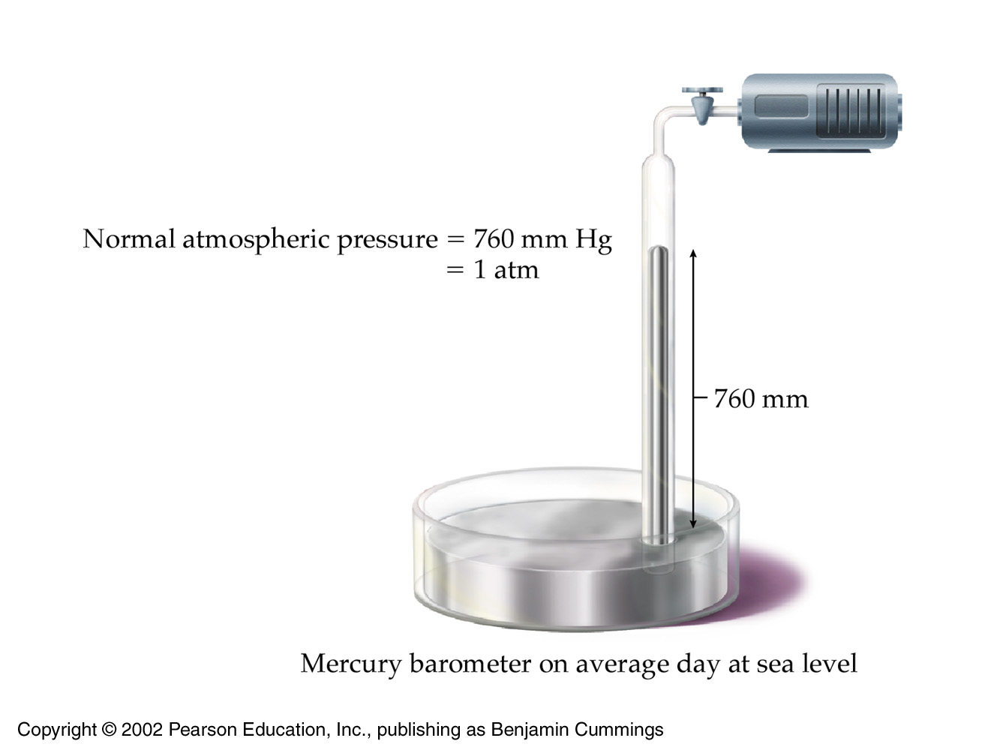 Normal atmospheric pressure = 760 mm Hg
= 1 atm
760 mm
Mercury barometer on average day at sea level
Copyright © 2002 Pearson Education, Inc., publishing as Benjamin Cummings